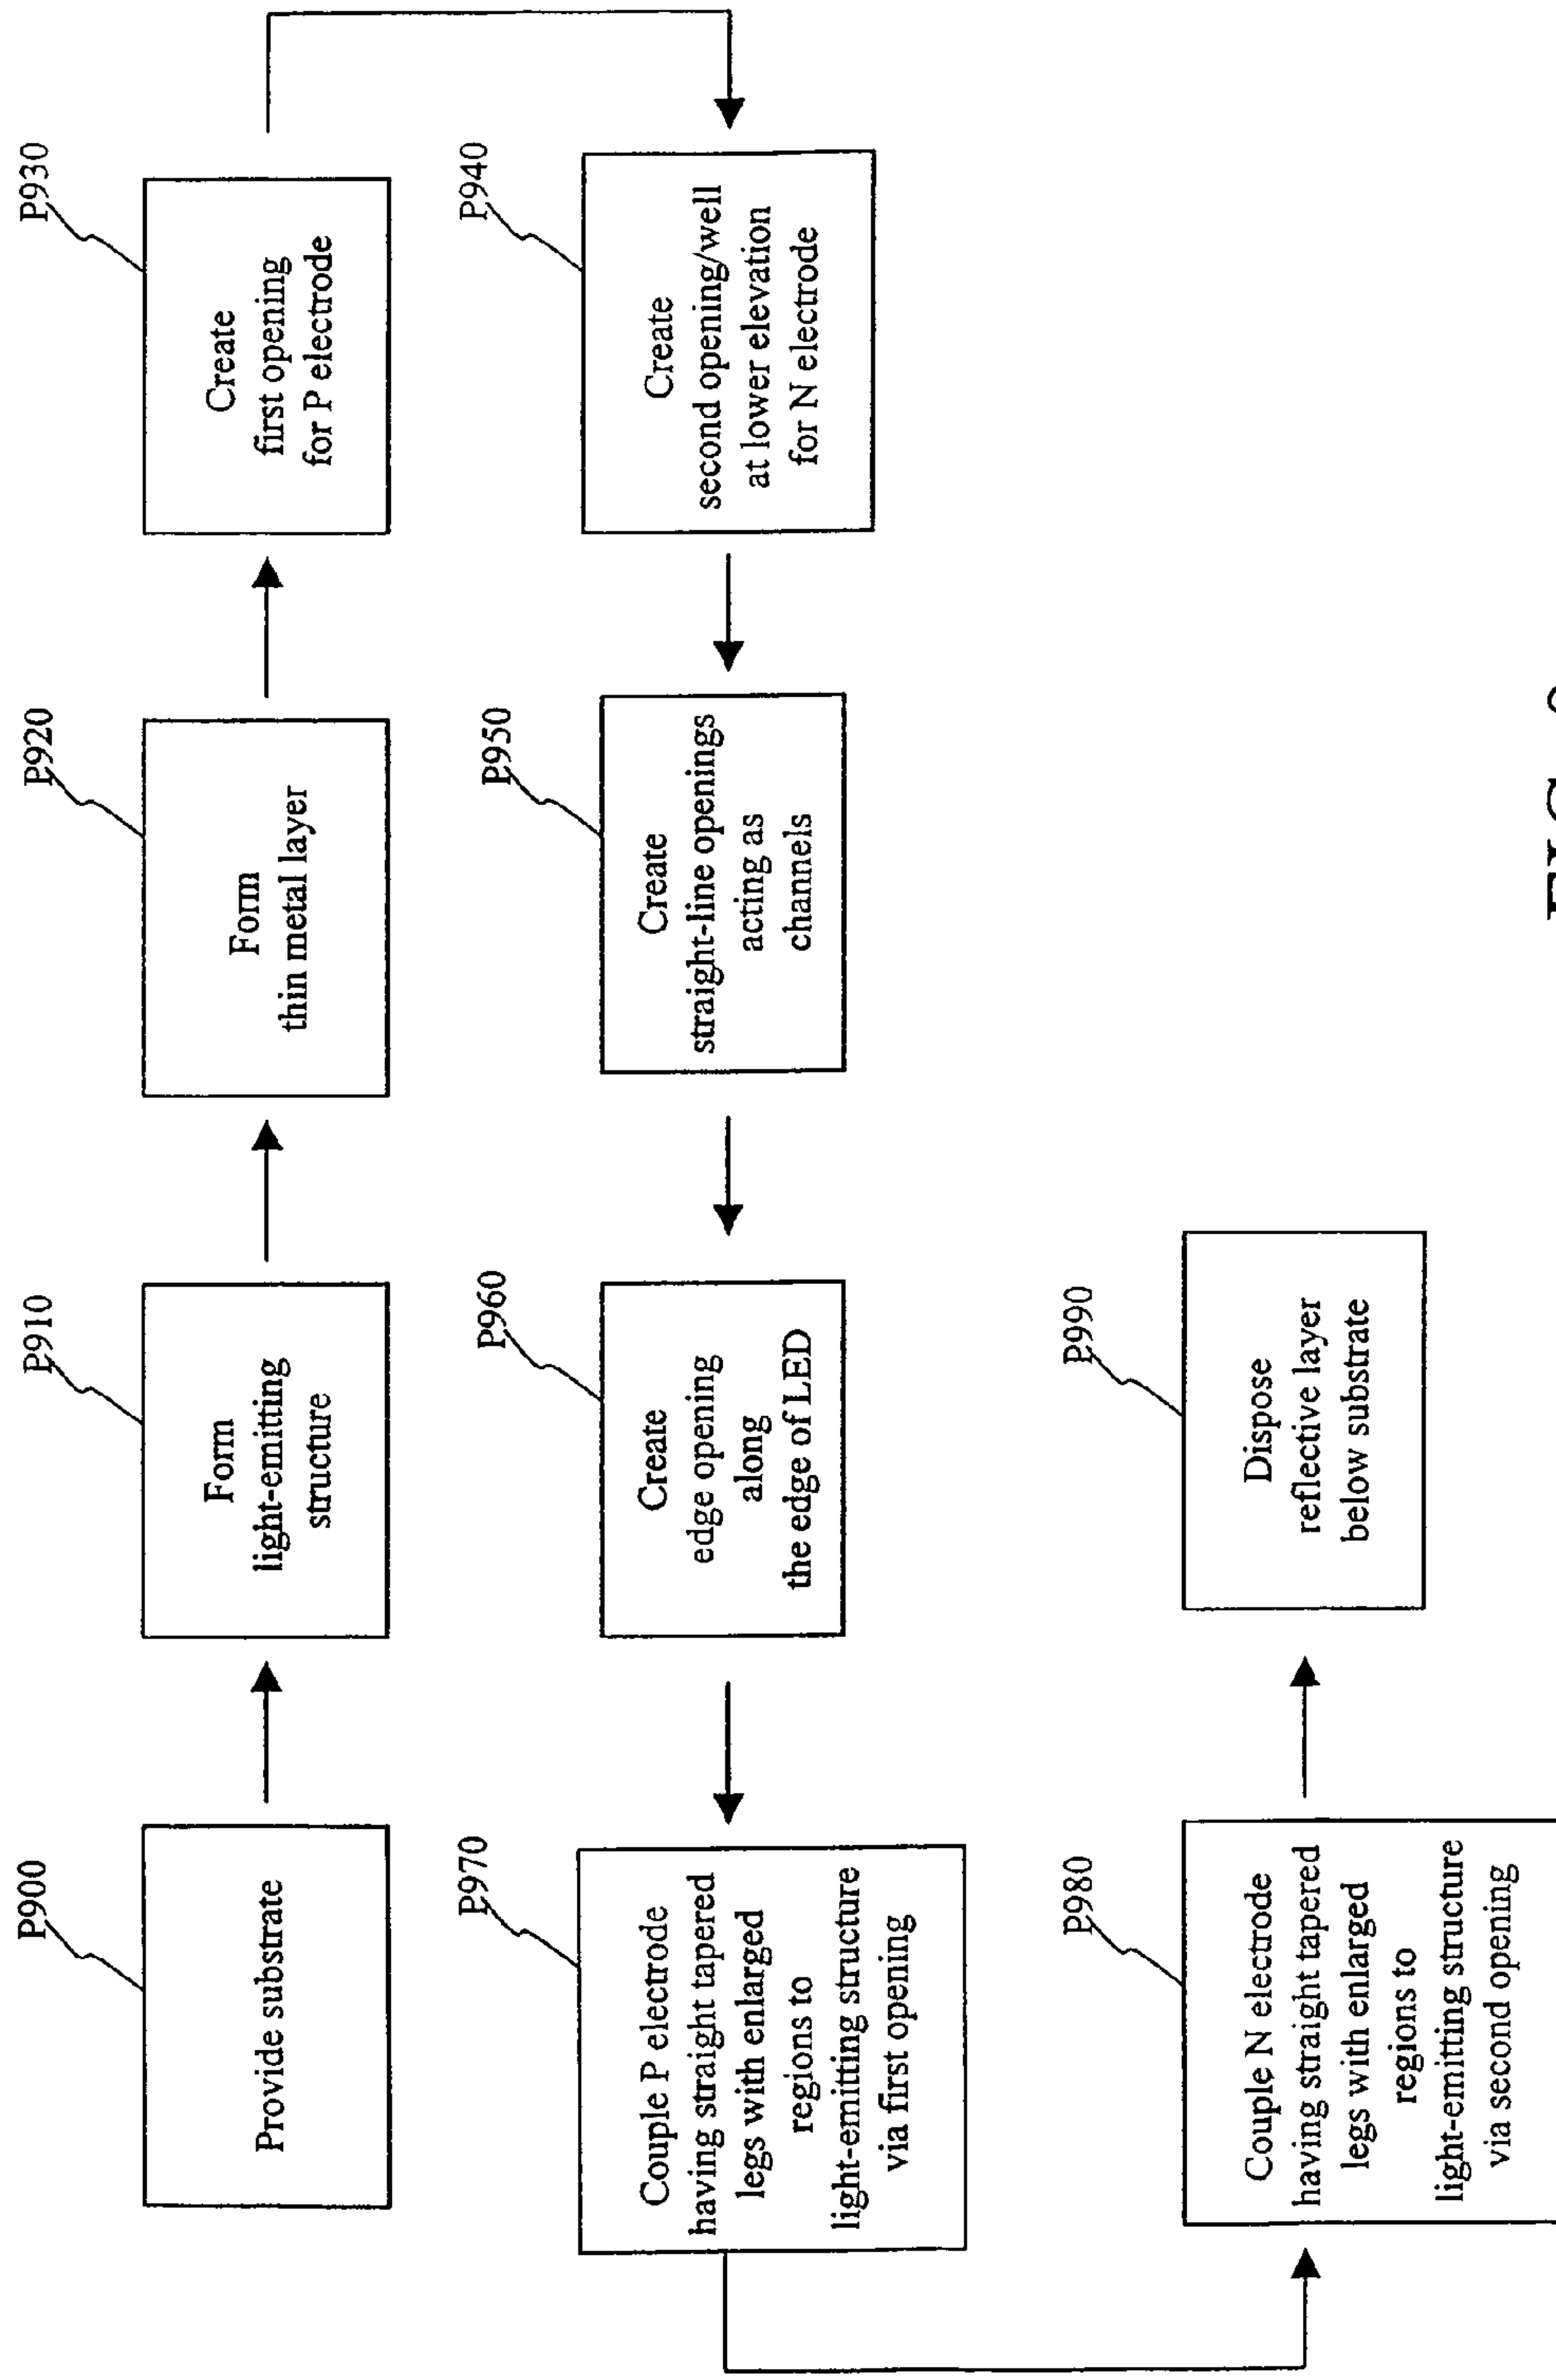 P900
Provide substrate
P910
Form
light-emitting
structure
P920
Form
thin metal layer
P930
Create
first opening
for P electrode
P940
Create
second opening/well
at lower elevation
for N electrode
P950
Create
straight-line openings
acting as
channels
P960
Create
edge opening
along
the edge of LED
P970
Couple P electrode
having straight tapered
legs with enlarged
regions to
light-emitting structure
via first opening
P980
Couple N electrode
having straight tapered
legs with enlarged
regions to
light-emitting structure
via second opening
P990
Dispose
reflective layer
below substrate
FIG.